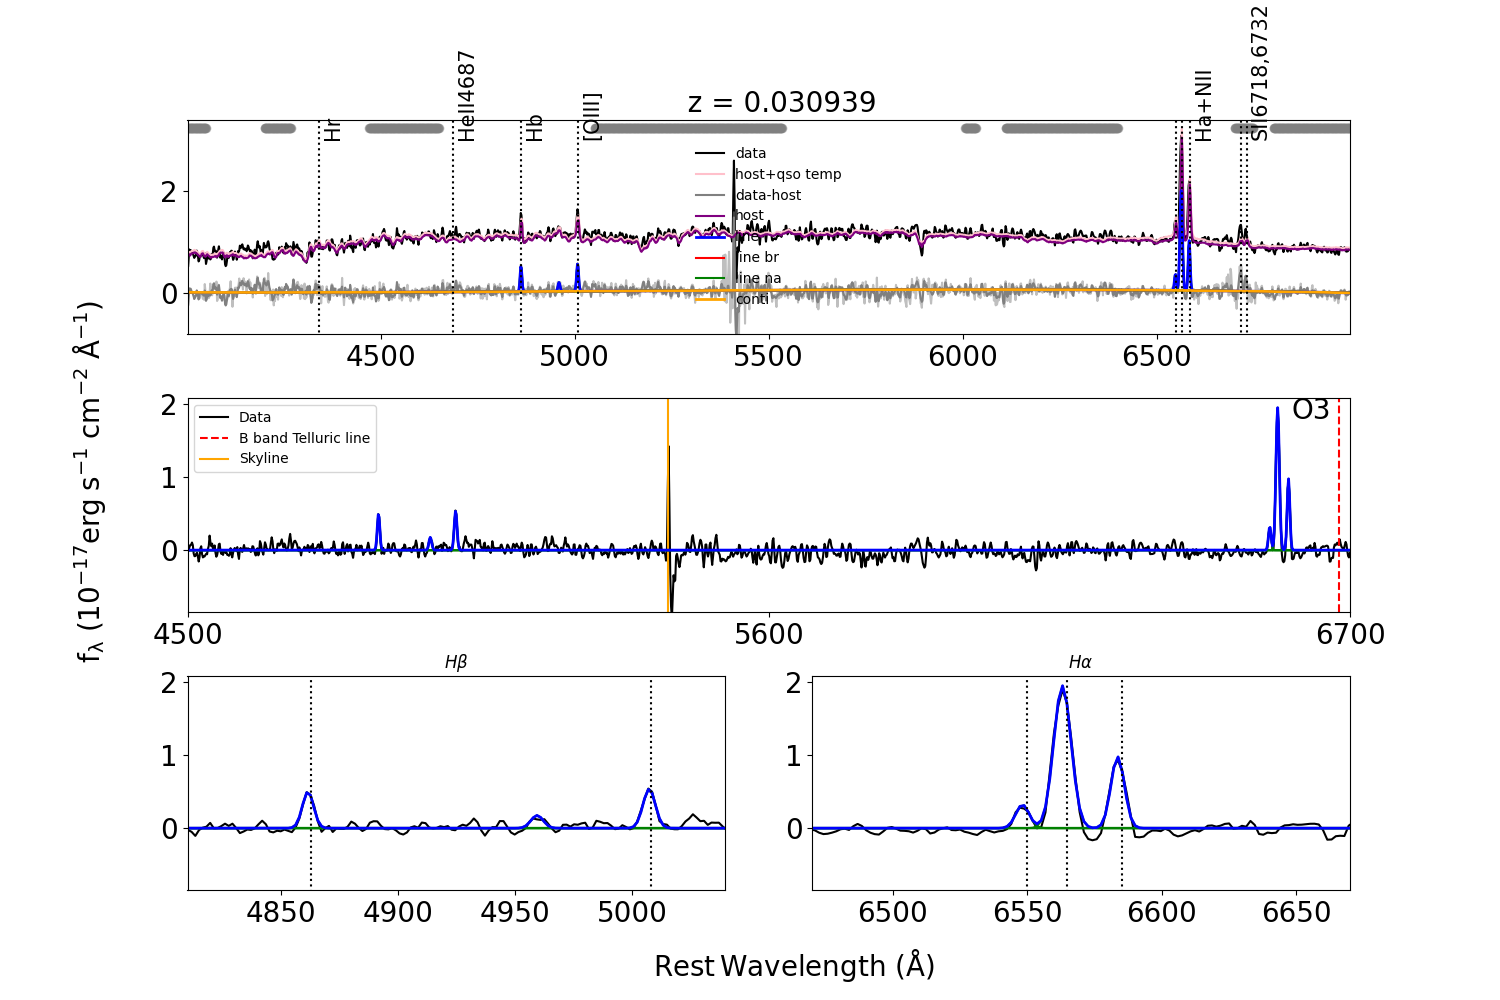 Hr
HeII4687
Hb
[OIII]
Ha+NII
SII6718,6732
z = 0.030939
data
host+qso temp
data-host
host
line
line br
line na
conti
2
0
4500 5000 5500 6000 6500
fλ (10⁻¹⁷erg s⁻¹ cm⁻² Å⁻¹)
Data
B band Telluric line
Skyline
O3
2
1
0
4500 5600 6700
Hβ
2
1
0
4850 4900 4950 5000
Hα
2
1
0
6500 6550 6600 6650
Rest Wavelength (Å)